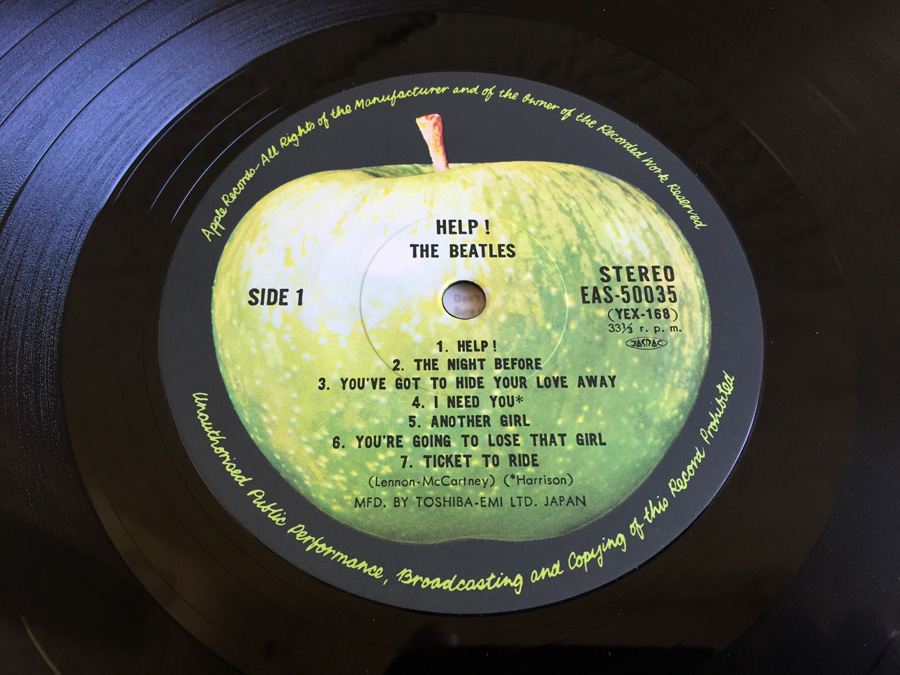 Apple Records-All Rights of the Manufacturer and of the Owner of the Recorded Work Reserved
HELP!
THE BEATLES
SIDE 1
STEREO
EAS-50035
(YEX-168)
33⅓ r. p. m.
JASRAC
1. HELP!
2. THE NIGHT BEFORE
3. YOU'VE GOT TO HIDE YOUR LOVE AWAY
4. I NEED YOU*
5. ANOTHER GIRL
6. YOU'RE GOING TO LOSE THAT GIRL
7. TICKET TO RIDE
(Lennon-McCartney) (*Harrison)
MFD. BY TOSHIBA-EMI LTD. JAPAN
Unauthorised Public Performance, Broadcasting and Copying of this Record Prohibited